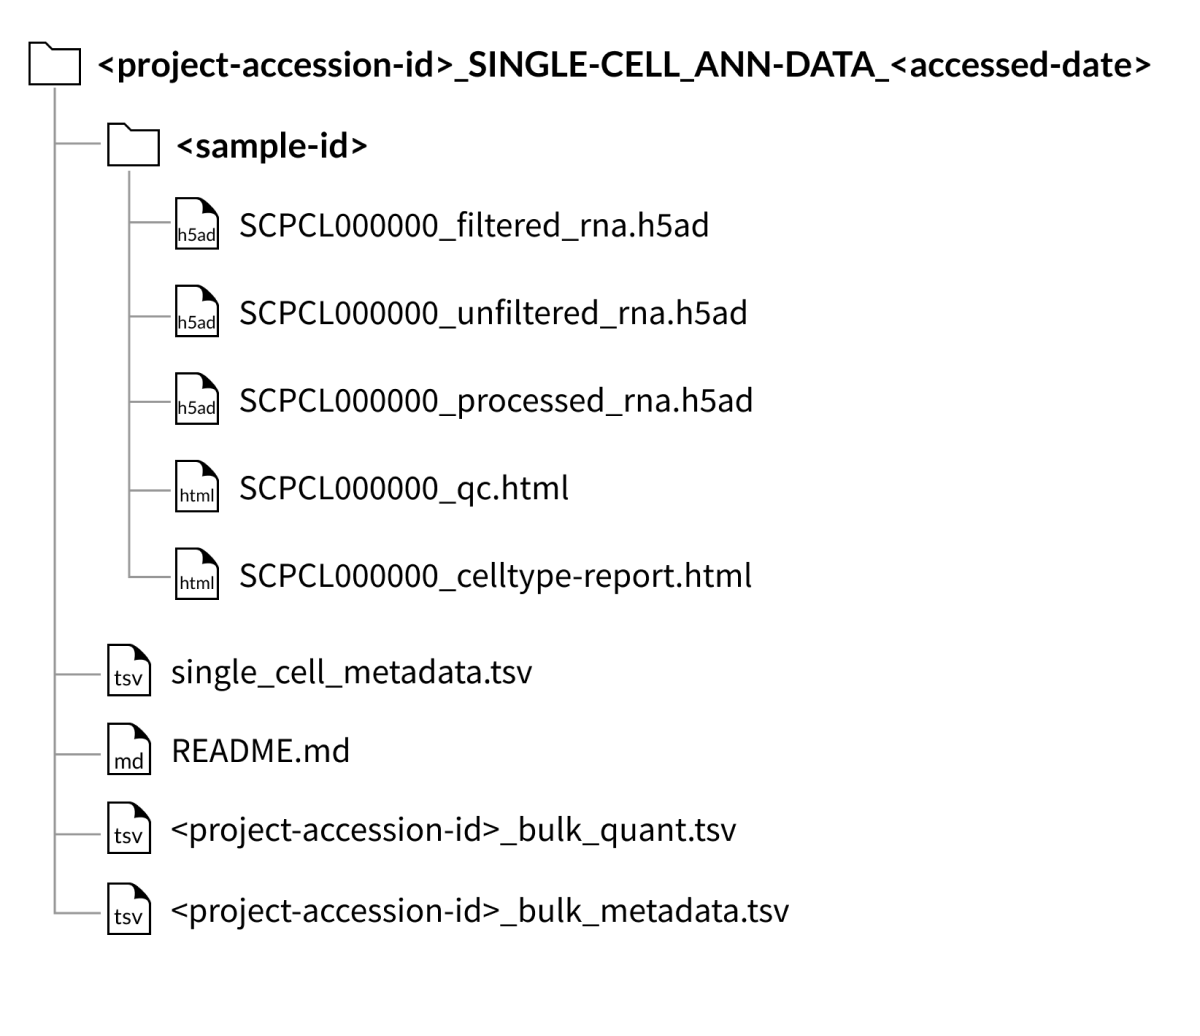 <project-accession-id>_SINGLE-CELL_ANN-DATA_<accessed-date>
<sample-id>
h5ad SCPCL000000_filtered_rna.h5ad
h5ad SCPCL000000_unfiltered_rna.h5ad
h5ad SCPCL000000_processed_rna.h5ad
html SCPCL000000_qc.html
html SCPCL000000_celltype-report.html
tsv single_cell_metadata.tsv
md README.md
tsv <project-accession-id>_bulk_quant.tsv
tsv <project-accession-id>_bulk_metadata.tsv